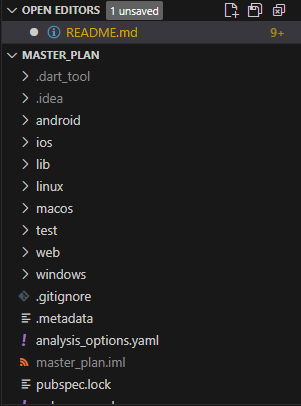 OPEN EDITORS 1 unsaved
README.md 9+
MASTER_PLAN
.dart_tool
.idea
android
ios
lib
linux
macos
test
web
windows
.gitignore
.metadata
analysis_options.yaml
master_plan.iml
pubspec.lock